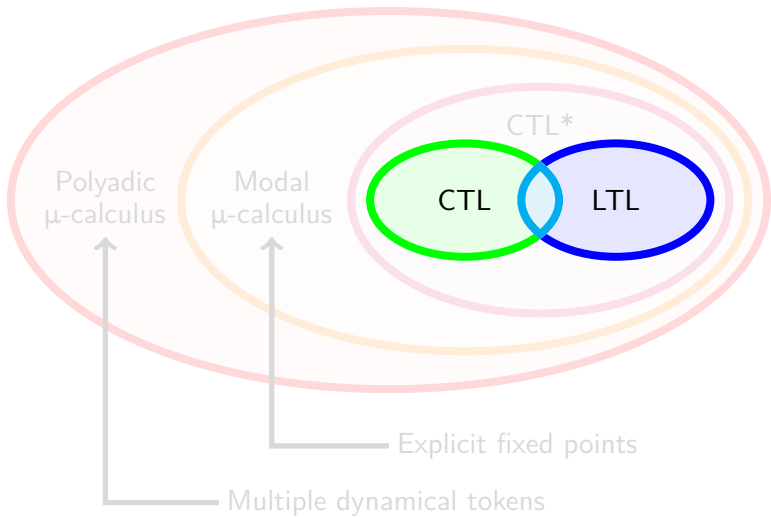 CTL*
Polyadic
μ-calculus
Modal
μ-calculus
CTL
LTL
Explicit fixed points
Multiple dynamical tokens